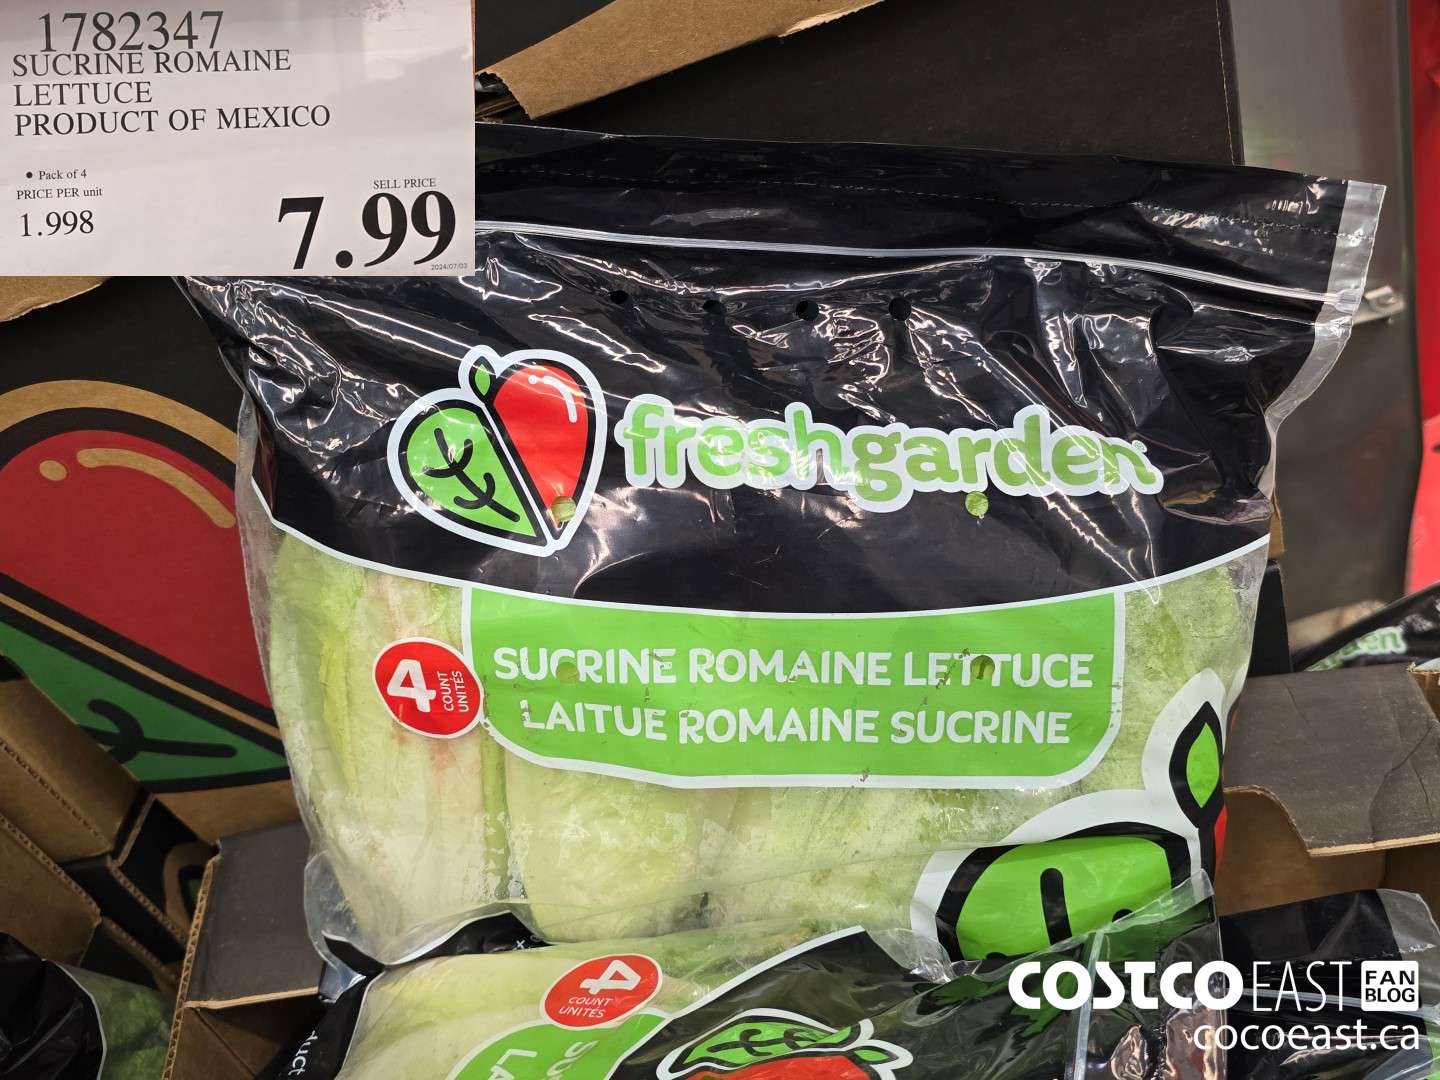 1782347
SUCRINE ROMAINE
LETTUCE
PRODUCT OF MEXICO
• Pack of 4
PRICE PER unit
1.998
SELL PRICE
7.99
2024/07/03
freshgarden
4
COUNT
UNITÉS
SUCRINE ROMAINE LETTUCE
LAITUE ROMAINE SUCRINE
4
COUNT
UNITÉS
COSTCO EAST FAN
BLOG
cocoeast.ca